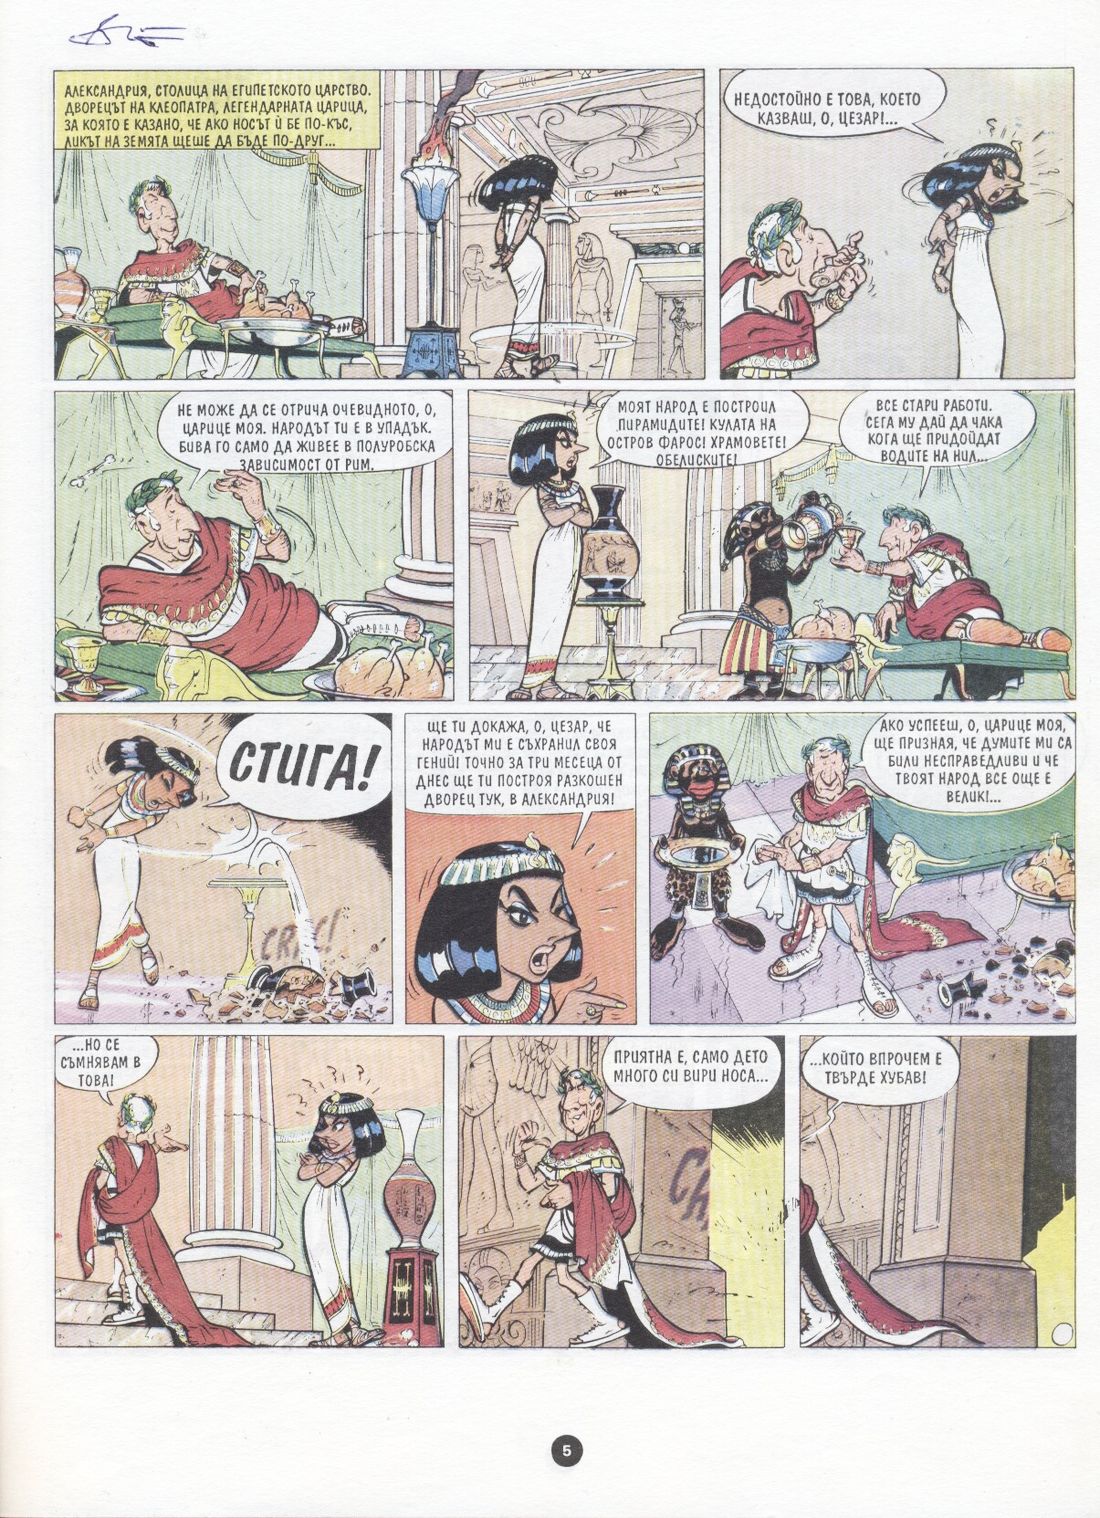 АЛЕКСАНДРИЯ, СТОЛИЦА НА ЕГИПЕТСКОТО ЦАРСТВО.
ДВОРЕЦЪТ НА КЛЕОПАТРА, ЛЕГЕНДАРНАТА ЦАРИЦА,
ЗА КОЯТО Е КАЗАНО, ЧЕ АКО НОСЪТ Ѝ БЕ ПО-КЪС,
ЛИКЪТ НА ЗЕМЯТА ЩЕШЕ ДА БЪДЕ ПО-ДРУГ...
НЕДОСТОЙНО Е ТОВА, КОЕТО
КАЗВАШ, О, ЦЕЗАР!...
НЕ МОЖЕ ДА СЕ ОТРИЧА ОЧЕВИДНОТО, О,
ЦАРИЦЕ МОЯ. НАРОДЪТ ТИ Е В УПАДЪК.
БИВА ГО САМО ДА ЖИВЕЕ В ПОЛУРОБСКА
ЗАВИСИМОСТ ОТ РИМ.
МОЯТ НАРОД Е ПОСТРОИЛ
ПИРАМИДИТЕ! КУЛАТА НА
ОСТРОВ ФАРОС! ХРАМОВЕТЕ!
ОБЕЛИСКИТЕ!
ВСЕ СТАРИ РАБОТИ.
СЕГА МУ ДАЙ ДА ЧАКА
КОГА ЩЕ ПРИДОЙДАТ
ВОДИТЕ НА НИЛ...
СТИГА!
CRAC!
ЩЕ ТИ ДОКАЖА, О, ЦЕЗАР, ЧЕ
НАРОДЪТ МИ Е СЪХРАНИЛ СВОЯ
ГЕНИЙ! ТОЧНО ЗА ТРИ МЕСЕЦА ОТ
ДНЕС ЩЕ ТИ ПОСТРОЯ РАЗКОШЕН
ДВОРЕЦ ТУК, В АЛЕКСАНДРИЯ!
АКО УСПЕЕШ, О, ЦАРИЦЕ МОЯ,
ЩЕ ПРИЗНАЯ, ЧЕ ДУМИТЕ МИ СА
БИЛИ НЕСПРАВЕДЛИВИ И ЧЕ
ТВОЯТ НАРОД ВСЕ ОЩЕ Е
ВЕЛИК!...
...НО СЕ
СЪМНЯВАМ В
ТОВА!
ПРИЯТНА Е, САМО ДЕТО
МНОГО СИ ВИРИ НОСА...
...КОЙТО ВПРОЧЕМ Е
ТВЪРДЕ ХУБАВ!
5